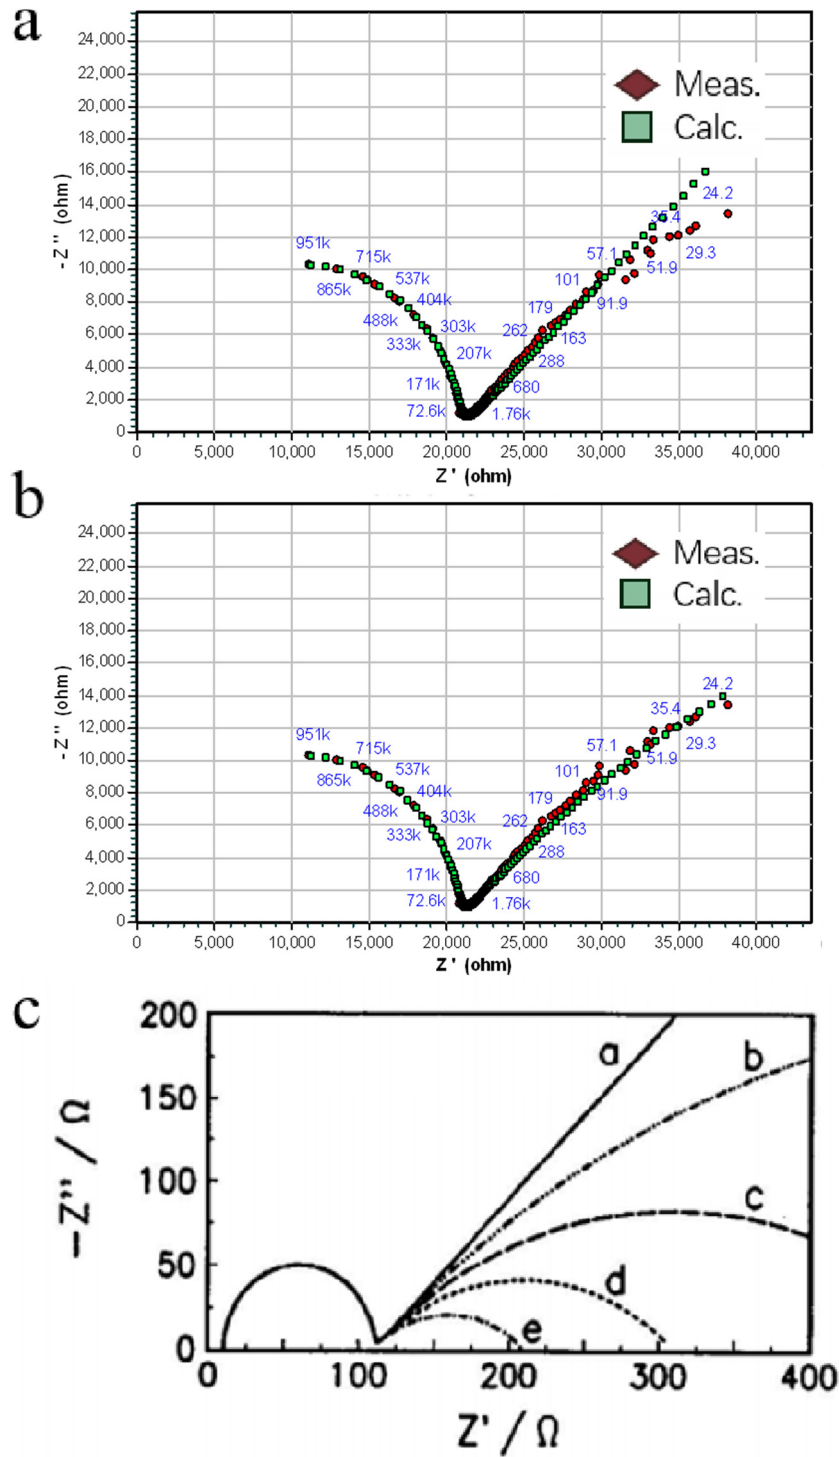 a
24,000
22,000
20,000
18,000
16,000
14,000
12,000
10,000
8,000
6,000
4,000
2,000
0
-Z'' (ohm)
Meas.
Calc.
951k
865k
715k
537k
488k
404k
333k
303k
207k
171k
72.6k
1.76k
680
288
262
163
179
101
91.9
57.1
51.9
35.4
29.3
24.2
0
5,000
10,000
15,000
20,000
25,000
30,000
35,000
40,000
Z' (ohm)
b
24,000
22,000
20,000
18,000
16,000
14,000
12,000
10,000
8,000
6,000
4,000
2,000
0
-Z'' (ohm)
Meas.
Calc.
951k
865k
715k
537k
488k
404k
333k
303k
207k
171k
72.6k
1.76k
680
288
262
163
179
101
91.9
57.1
51.9
35.4
29.3
24.2
0
5,000
10,000
15,000
20,000
25,000
30,000
35,000
40,000
Z' (ohm)
c
200
150
100
50
0
-Z''/Ω
a
b
c
d
e
0
100
200
300
400
Z'/Ω